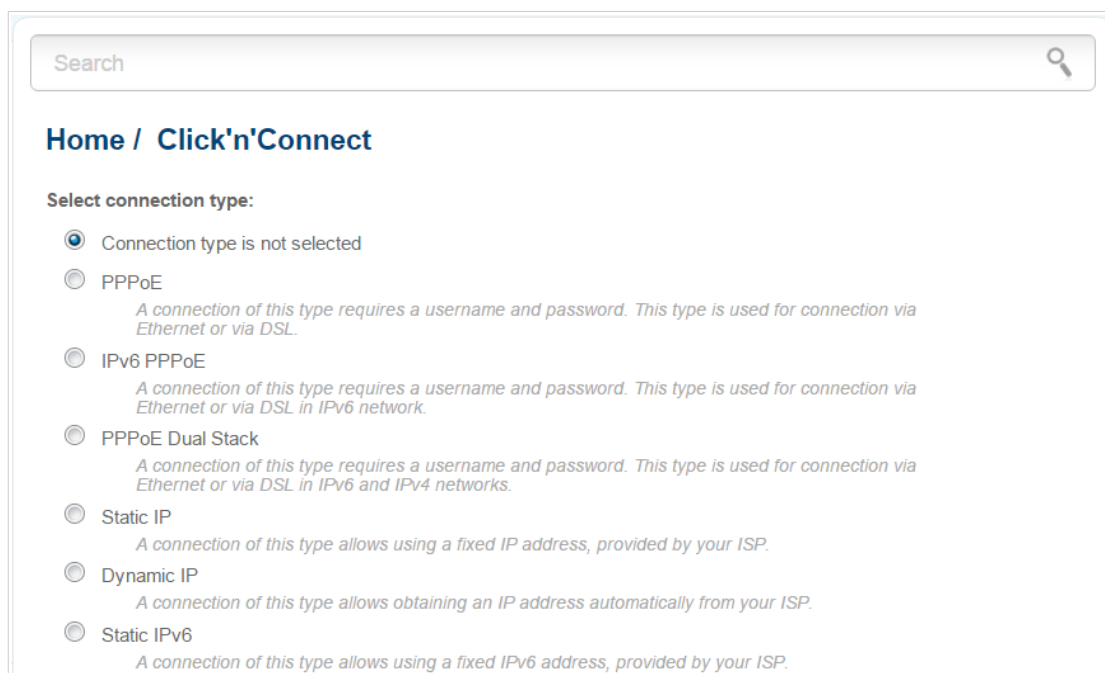 Search
Home / Click'n'Connect
Select connection type:
Connection type is not selected
PPPoE
A connection of this type requires a username and password. This type is used for connection via
Ethernet or via DSL.
IPv6 PPPoE
A connection of this type requires a username and password. This type is used for connection via
Ethernet or via DSL in IPv6 network.
PPPoE Dual Stack
A connection of this type requires a username and password. This type is used for connection via
Ethernet or via DSL in IPv6 and IPv4 networks.
Static IP
A connection of this type allows using a fixed IP address, provided by your ISP.
Dynamic IP
A connection of this type allows obtaining an IP address automatically from your ISP.
Static IPv6
A connection of this type allows using a fixed IPv6 address, provided by your ISP.